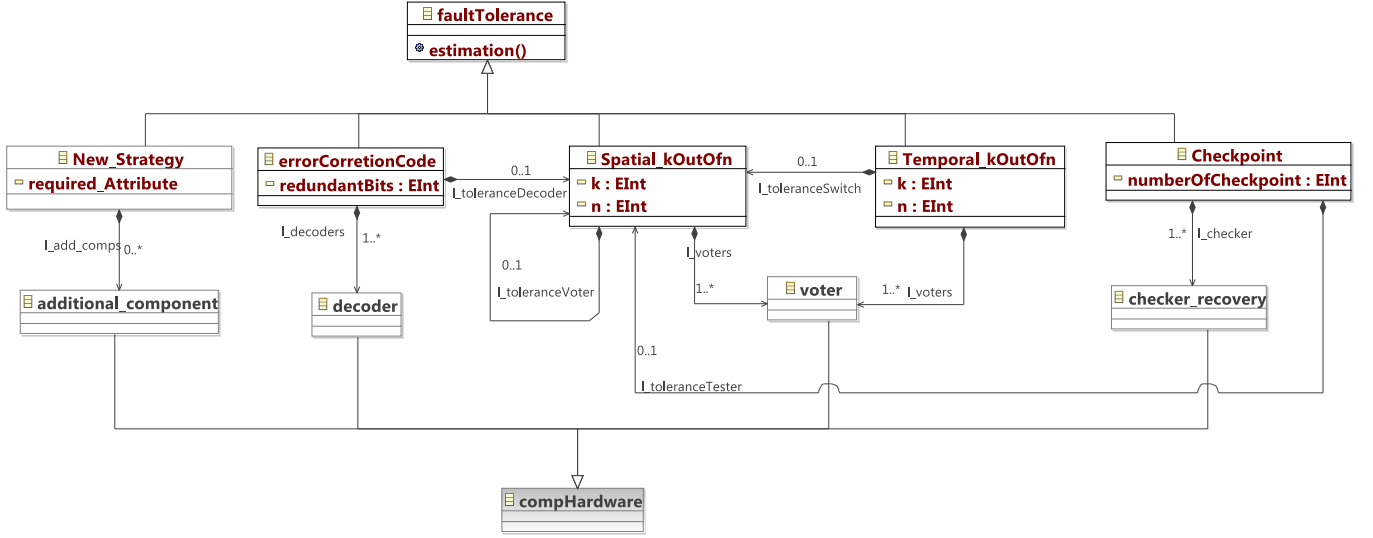 faultTolerance
estimation()
New_Strategy
required_Attribute
errorCorretionCode
redundantBits : EInt
Spatial_kOutOfn
k : EInt
n : EInt
Temporal_kOutOfn
k : EInt
n : EInt
Checkpoint
numberOfCheckpoint : EInt
0..1
l_toleranceDecoder
0..1
l_toleranceSwitch
l_add_comps
0..*
l_decoders
1..*
0..1
l_toleranceVoter
l_voters
1..*
1..*
l_voters
1..*
l_checker
additional_component
decoder
voter
checker_recovery
0..1
l_toleranceTester
compHardware